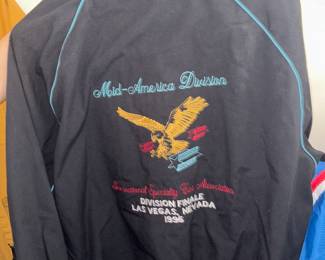 Mid-America Division
International Specialty Car Association
DIVISION FINALE
LAS VEGAS, NEVADA
1996